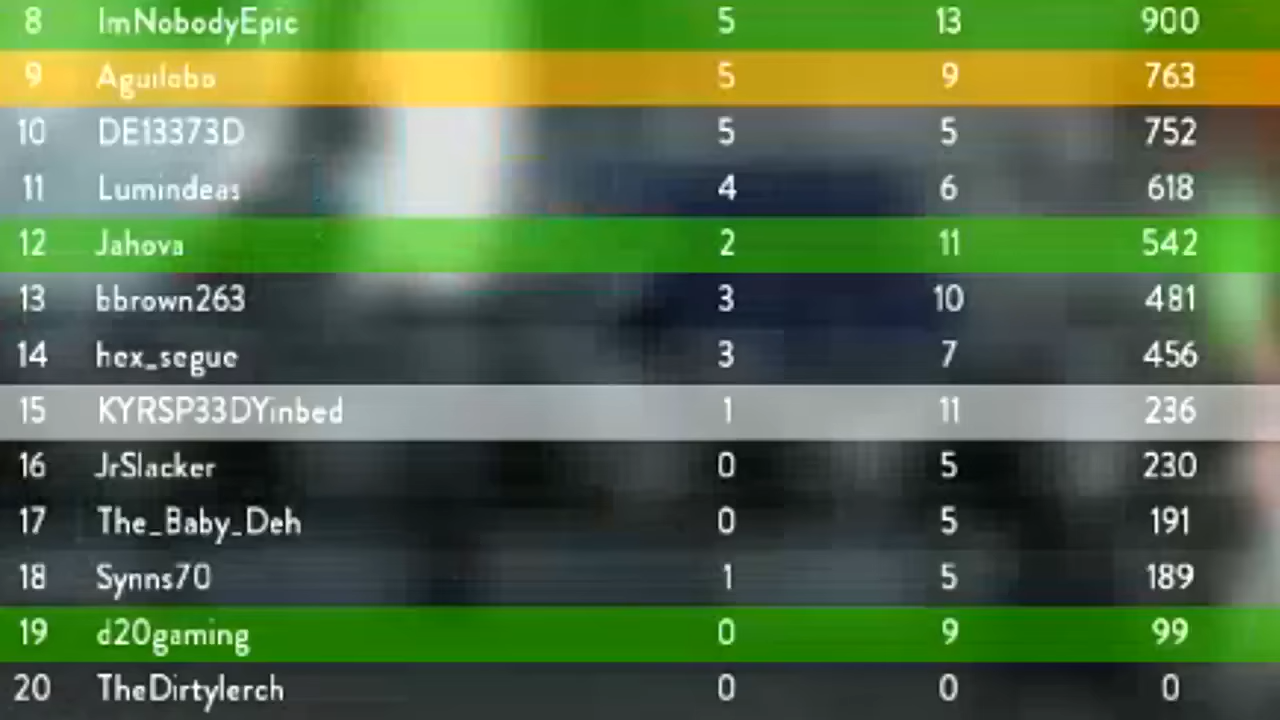 8 ImNobodyEpic 5 13 900
9 Aguilobo 5 9 763
10 DE13373D 5 5 752
11 Lumindeas 4 6 618
12 Jahova 2 11 542
13 bbrown263 3 10 481
14 hex_segue 3 7 456
15 KYRSP33DYinbed 1 11 236
16 JrSlacker 0 5 230
17 The_Baby_Deh 0 5 191
18 Synns70 1 5 189
19 d20gaming 0 9 99
20 TheDirtylerch 0 0 0